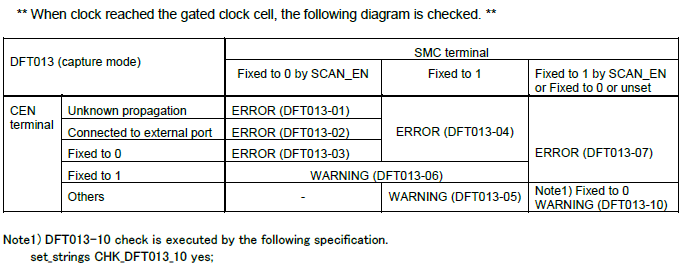 ** When clock reached the gated clock cell, the following diagram is checked. **
DFT013 (capture mode)
SMC terminal
Fixed to 0 by SCAN_EN
Fixed to 1
Fixed to 1 by SCAN_EN
or Fixed to 0 or unset
CEN
terminal
Unknown propagation
ERROR (DFT013-01)
Connected to external port
ERROR (DFT013-02)
ERROR (DFT013-04)
Fixed to 0
ERROR (DFT013-03)
ERROR (DFT013-07)
Fixed to 1
WARNING (DFT013-06)
Others
-
WARNING (DFT013-05)
Note1) Fixed to 0
WARNING (DFT013-10)
Note1) DFT013-10 check is executed by the following specification.
set_strings CHK_DFT013_10 yes;